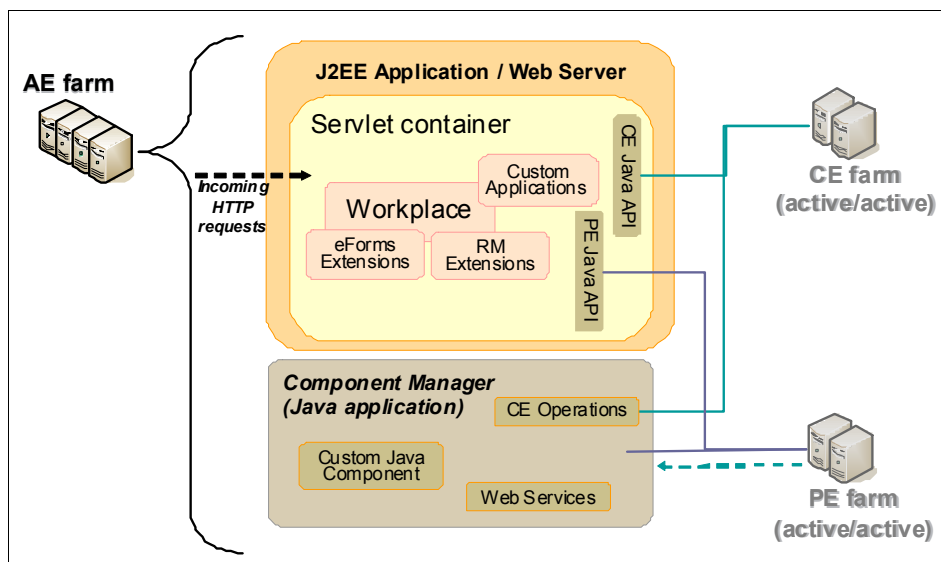 AE farm
J2EE Application / Web Server
Servlet container
CE Java API
Custom
Applications
Incoming
HTTP
requests
Workplace
PE Java API
eForms
Extensions
RM
Extensions
CE farm
(active/active)
Component Manager
(Java application)
CE Operations
Custom Java
Component
Web Services
PE farm
(active/active)